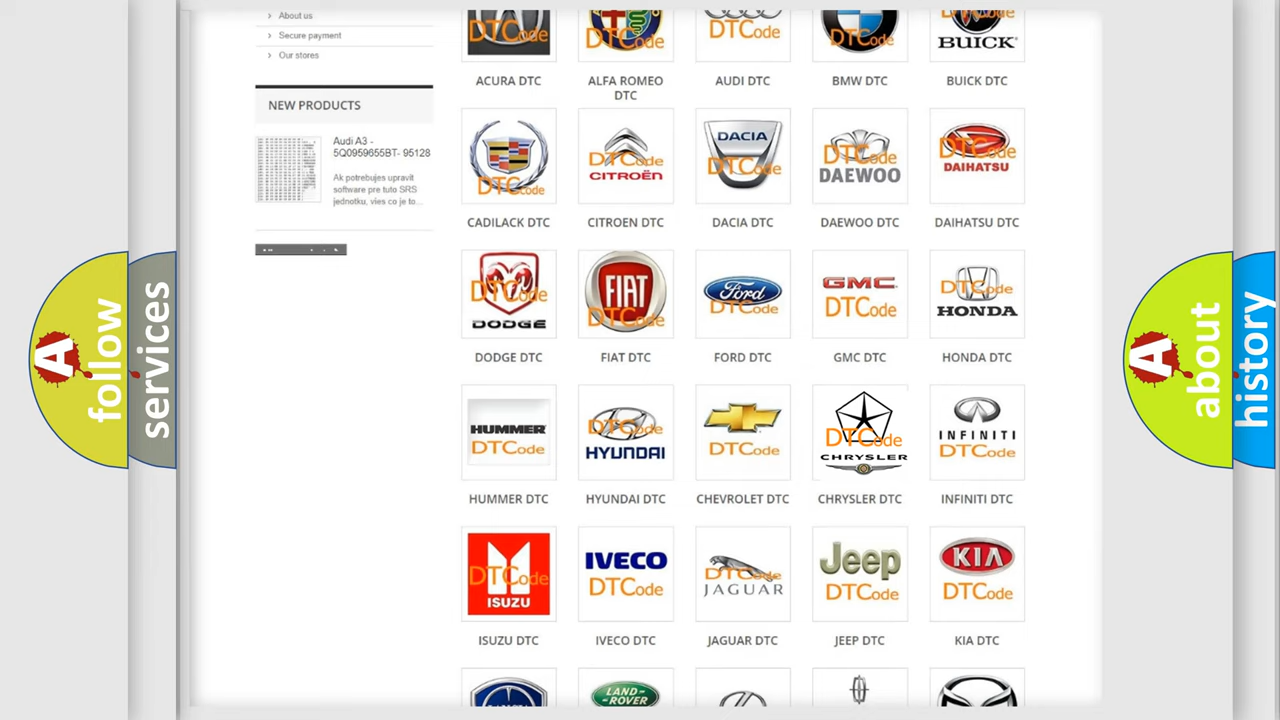 About us
Secure payment
Our stores
NEW PRODUCTS
Audi A3 -
5Q0959655BT- 95128
Ak potrebujes upravit
software pre tuto SRS
jednotku, vies co je to...
DTCode DTCode DTCode DTCode BUICK
ACURA DTC ALFA ROMEO DTC AUDI DTC BMW DTC BUICK DTC
DTCode DTCode CITROËN DACIA DTCode DTCode DAEWOO DTCode DAIHATSU
CADILACK DTC CITROEN DTC DACIA DTC DAEWOO DTC DAIHATSU DTC
DTCode DODGE FIAT DTCode Ford DTCode GMC DTCode DTCode HONDA
DODGE DTC FIAT DTC FORD DTC GMC DTC HONDA DTC
HUMMER DTCode DTCode HYUNDAI DTCode DTCode CHRYSLER INFINITI DTCode
HUMMER DTC HYUNDAI DTC CHEVROLET DTC CHRYSLER DTC INFINITI DTC
DTCode ISUZU IVECO DTCode DTCode JAGUAR Jeep DTCode KIA DTCode
ISUZU DTC IVECO DTC JAGUAR DTC JEEP DTC KIA DTC
LAND-ROVER
A follow
services
A about
history